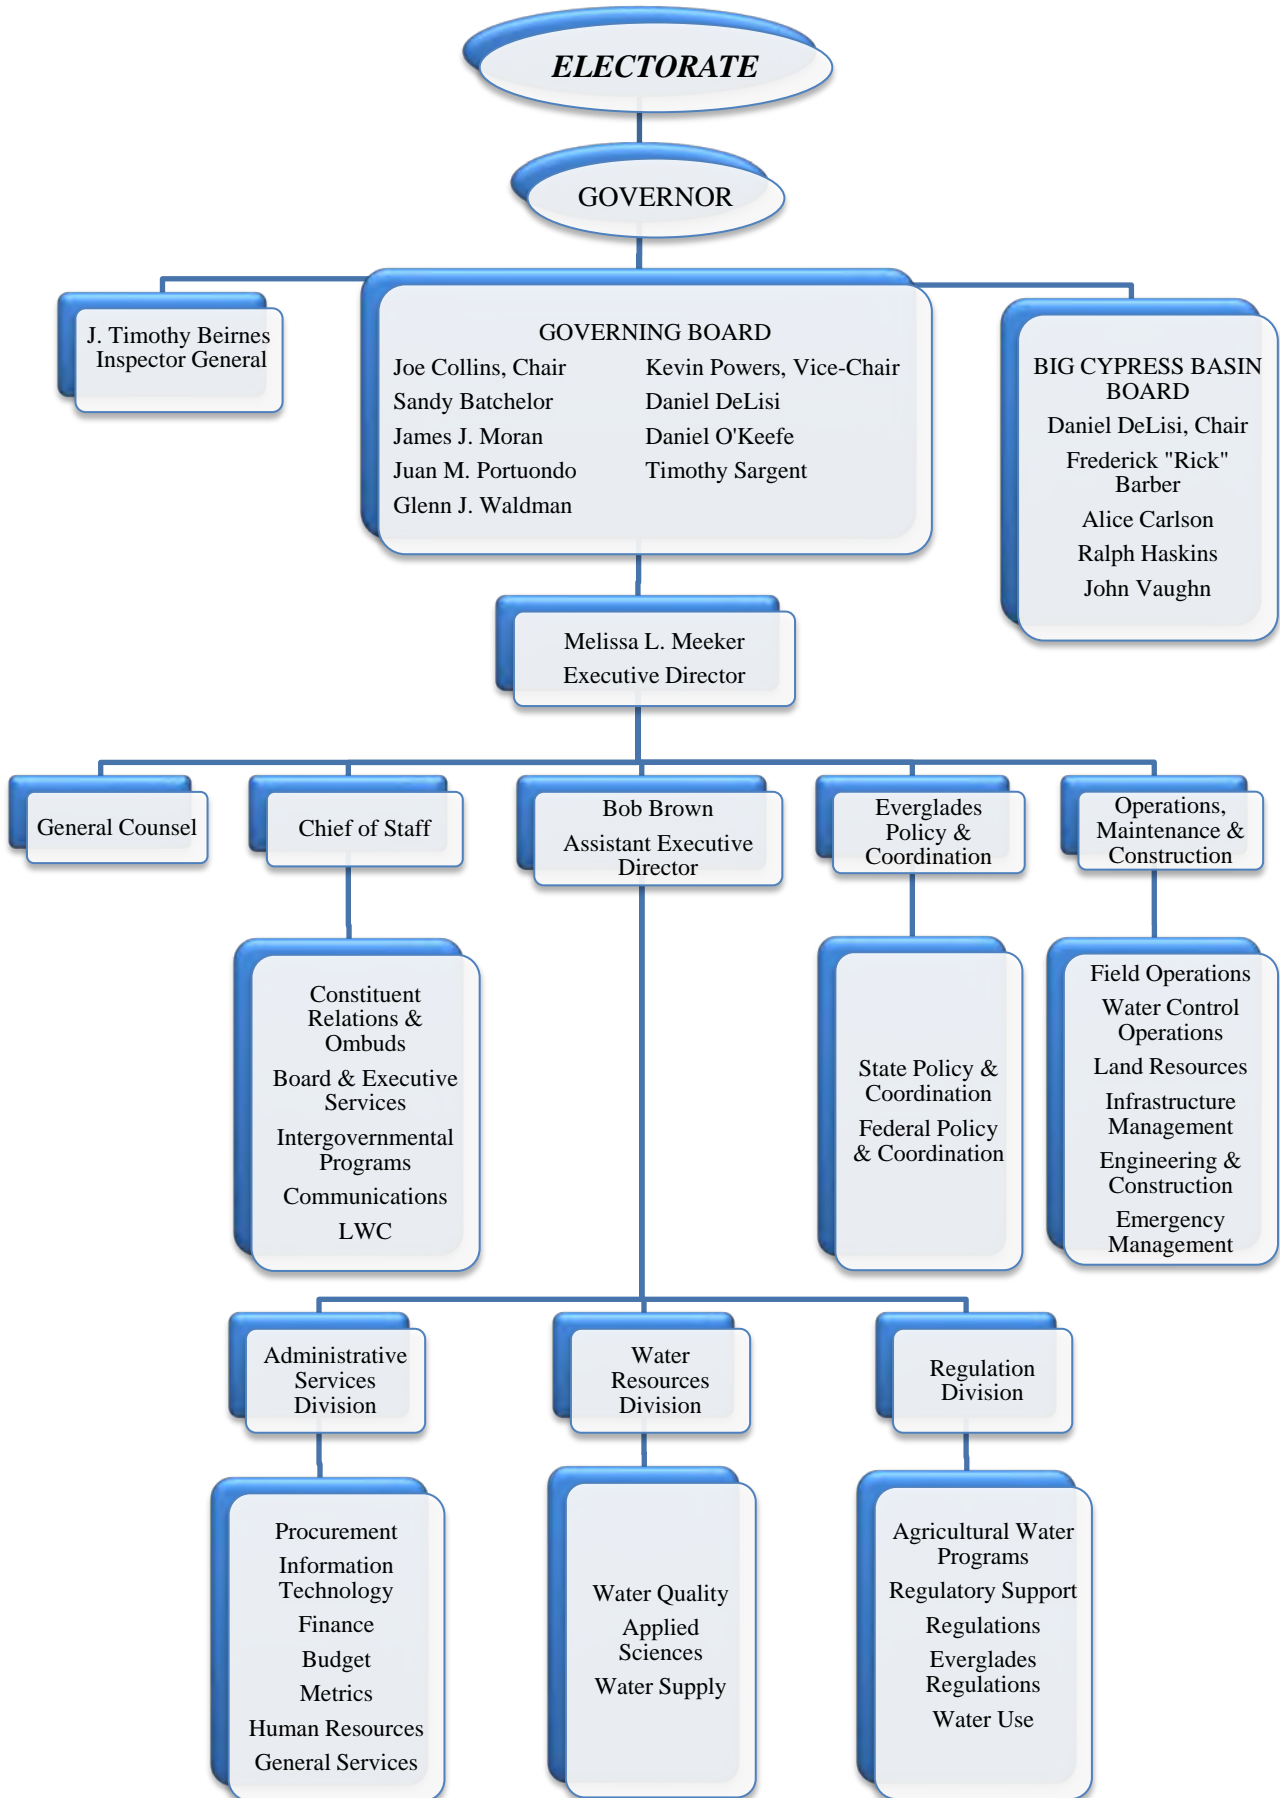 ELECTORATE
GOVERNOR
J. Timothy Beirnes
Inspector General
GOVERNING BOARD
Joe Collins, Chair
Sandy Batchelor
James J. Moran
Juan M. Portuondo
Glenn J. Waldman
Kevin Powers, Vice-Chair
Daniel DeLisi
Daniel O'Keefe
Timothy Sargent
BIG CYPRESS BASIN
BOARD
Daniel DeLisi, Chair
Frederick "Rick"
Barber
Alice Carlson
Ralph Haskins
John Vaughn
Melissa L. Meeker
Executive Director
General Counsel
Chief of Staff
Bob Brown
Assistant Executive
Director
Everglades
Policy &
Coordination
Operations,
Maintenance &
Construction
Constituent
Relations &
Ombuds
Board & Executive
Services
Intergovernmental
Programs
Communications
LWC
State Policy &
Coordination
Federal Policy
& Coordination
Field Operations
Water Control
Operations
Land Resources
Infrastructure
Management
Engineering &
Construction
Emergency
Management
Administrative
Services
Division
Water
Resources
Division
Regulation
Division
Procurement
Information
Technology
Finance
Budget
Metrics
Human Resources
General Services
Water Quality
Applied
Sciences
Water Supply
Agricultural Water
Programs
Regulatory Support
Regulations
Everglades
Regulations
Water Use